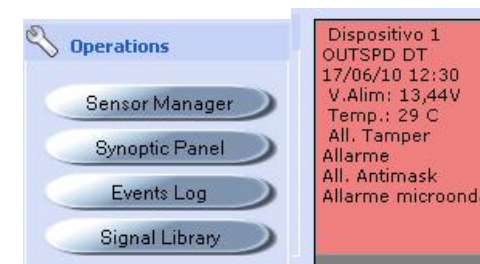 Operations
Sensor Manager
Synoptic Panel
Events Log
Signal Library
Dispositivo 1
OUTSPD DT
17/06/10 12:30
V.Alim: 13,44V
Temp.: 29 C
All. Tamper
Allarme
All. Antimask
Allarme microond